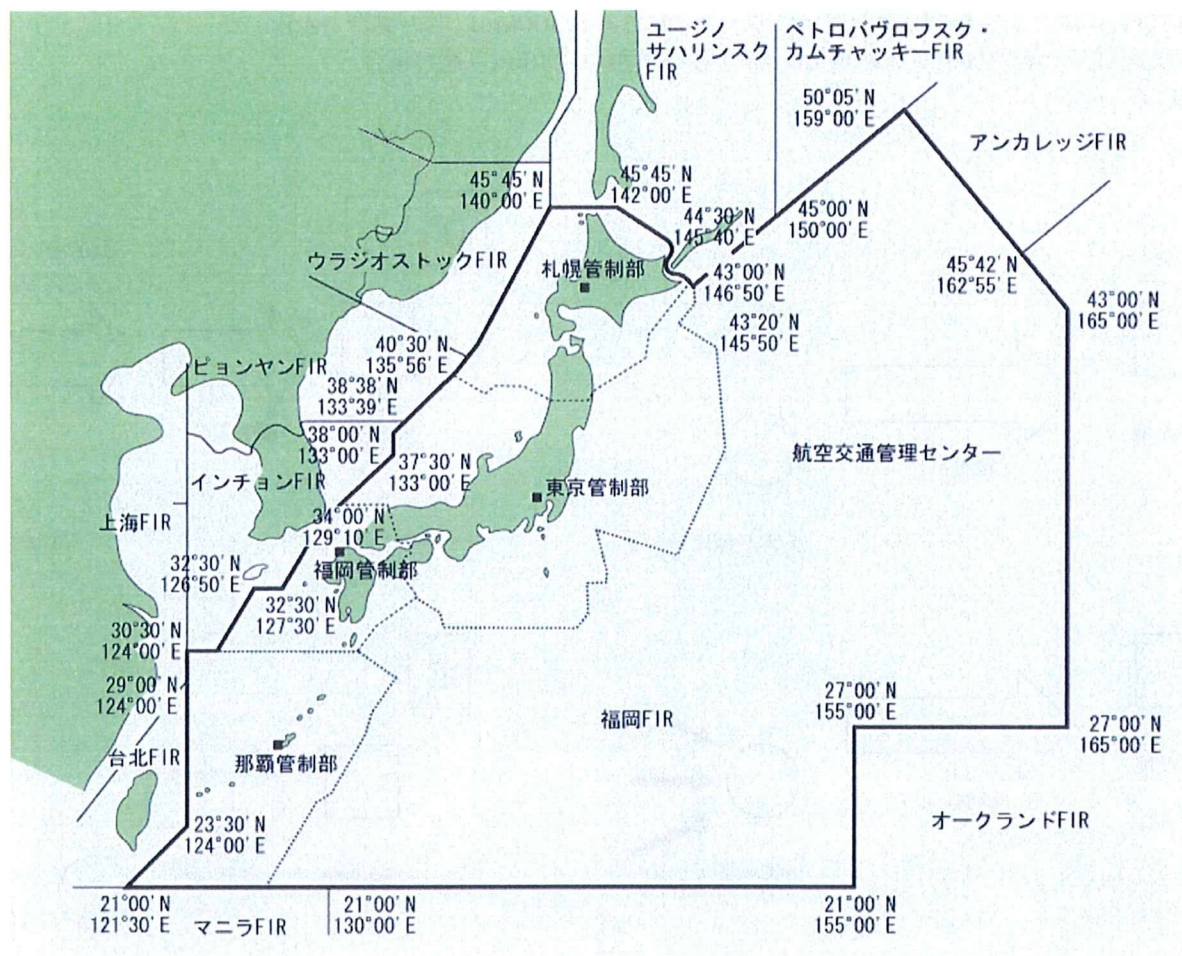 ユージノ
サハリンスク
FIR
ペトロパヴロフスク・
カムチャッキーFIR
50°05′N
159°00′E
アンカレッジFIR
45°45′N
140°00′E
45°45′N
142°00′E
44°30′N
145°40′E
45°00′N
150°00′E
ウラジオストックFIR
札幌管制部
43°00′N
146°50′E
45°42′N
162°55′E
43°00′N
165°00′E
43°20′N
145°50′E
40°30′N
135°56′E
ピョンヤンFIR
38°38′N
133°39′E
38°00′N
133°00′E
37°30′N
133°00′E
航空交通管理センター
インチョンFIR
東京管制部
上海FIR
34°00′N
129°10′E
福岡管制部
32°30′N
126°50′E
32°30′N
127°30′E
30°30′N
124°00′E
29°00′N
124°00′E
27°00′N
155°00′E
福岡FIR
27°00′N
165°00′E
台北FIR
那覇管制部
23°30′N
124°00′E
オークランドFIR
21°00′N
121°30′E
マニラFIR
21°00′N
130°00′E
21°00′N
155°00′E